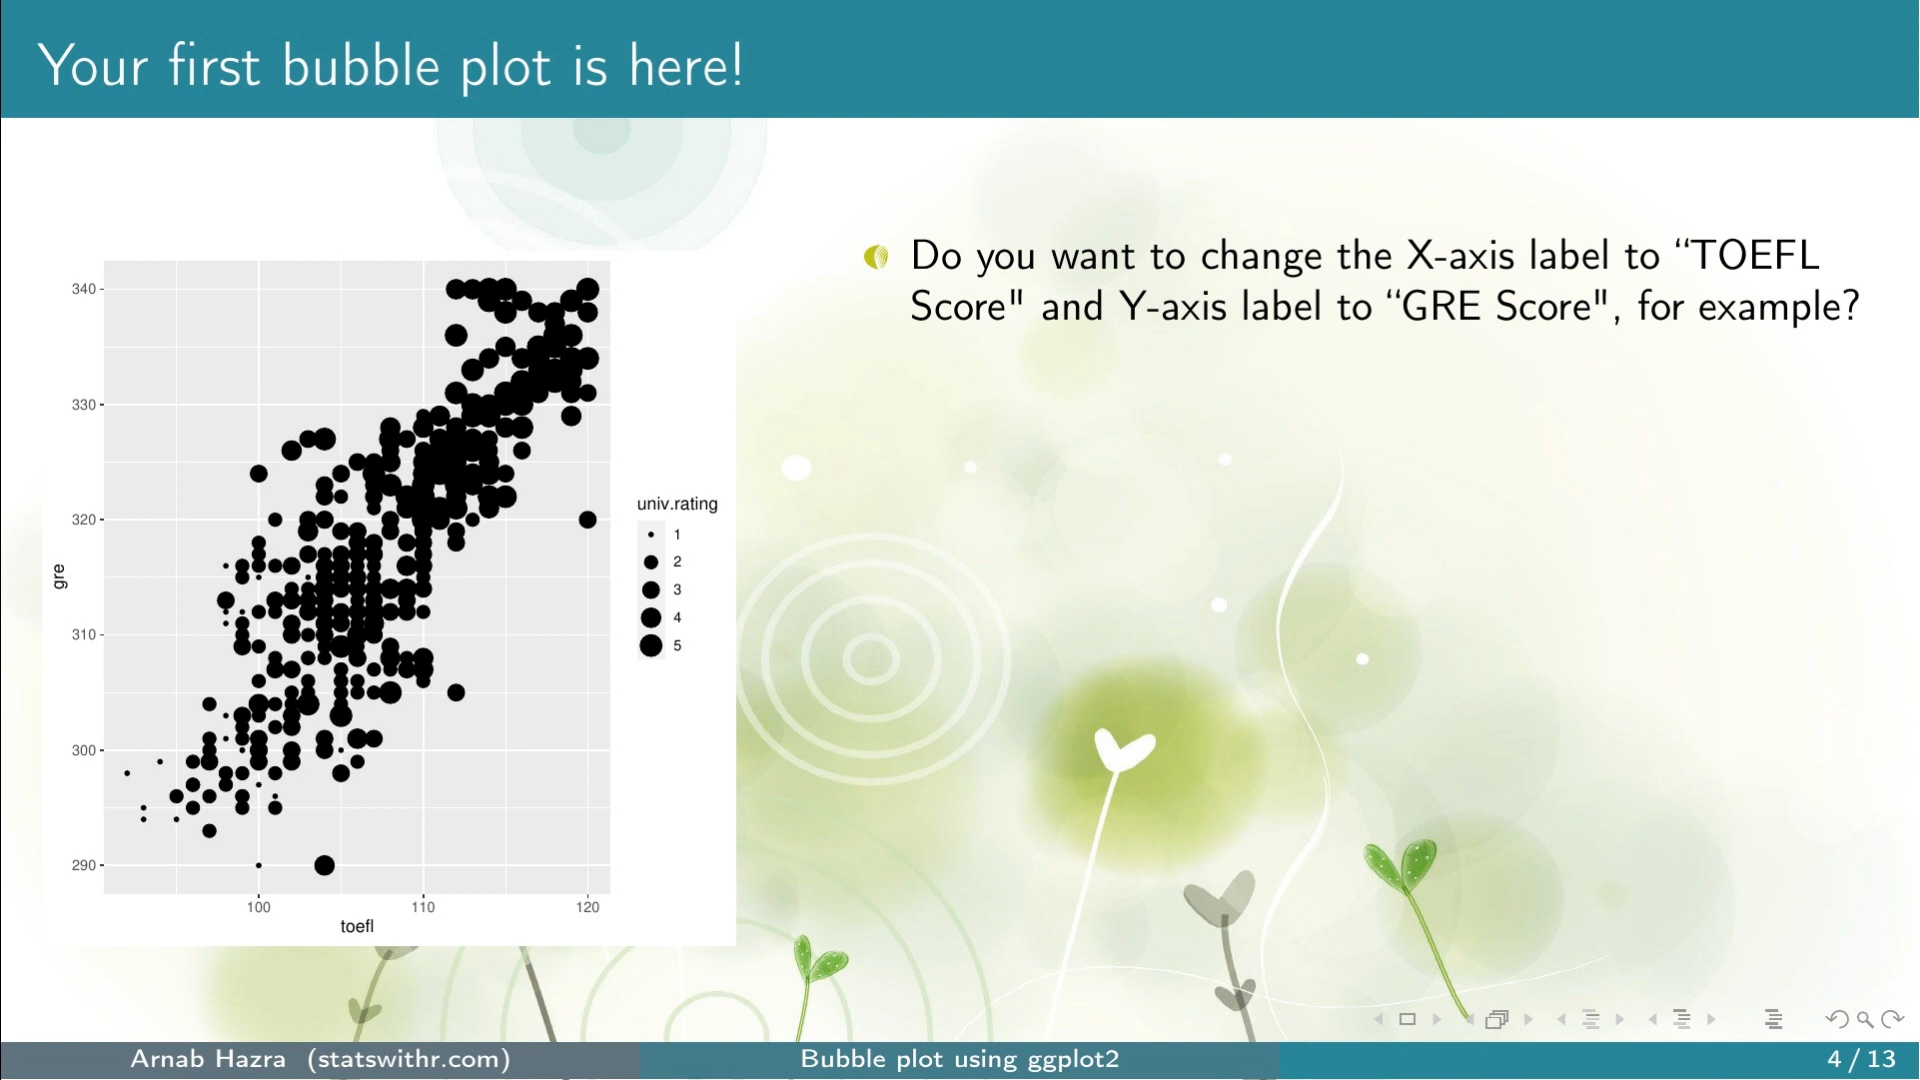 Your first bubble plot is here!
Do you want to change the X-axis label to “TOEFL
Score" and Y-axis label to “GRE Score", for example?
340
330
320
310
300
290
gre
100 110 120
toefl
univ.rating
1
2
3
4
5
Arnab Hazra (statswithr.com) Bubble plot using ggplot2 4 / 13